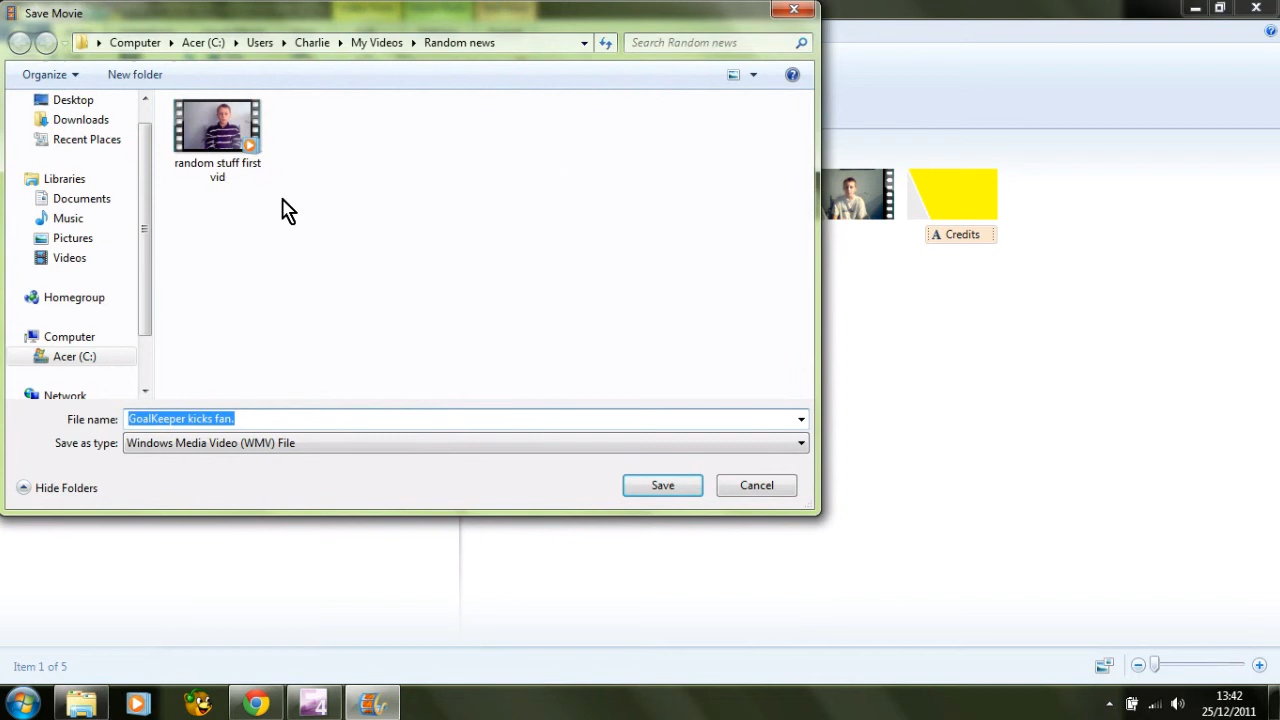 Save Movie
Computer Acer (C:) Users Charlie My Videos Random news
Search Random news
Organize New folder
Desktop
Downloads
Recent Places
Libraries
Documents
Music
Pictures
Videos
Homegroup
Computer
Acer (C:)
Network
random stuff first
vid
A Credits
File name: GoalKeeper kicks fan.
Save as type: Windows Media Video (WMV) File
Hide Folders
Save
Cancel
Item 1 of 5
4
13:42
25/12/2011